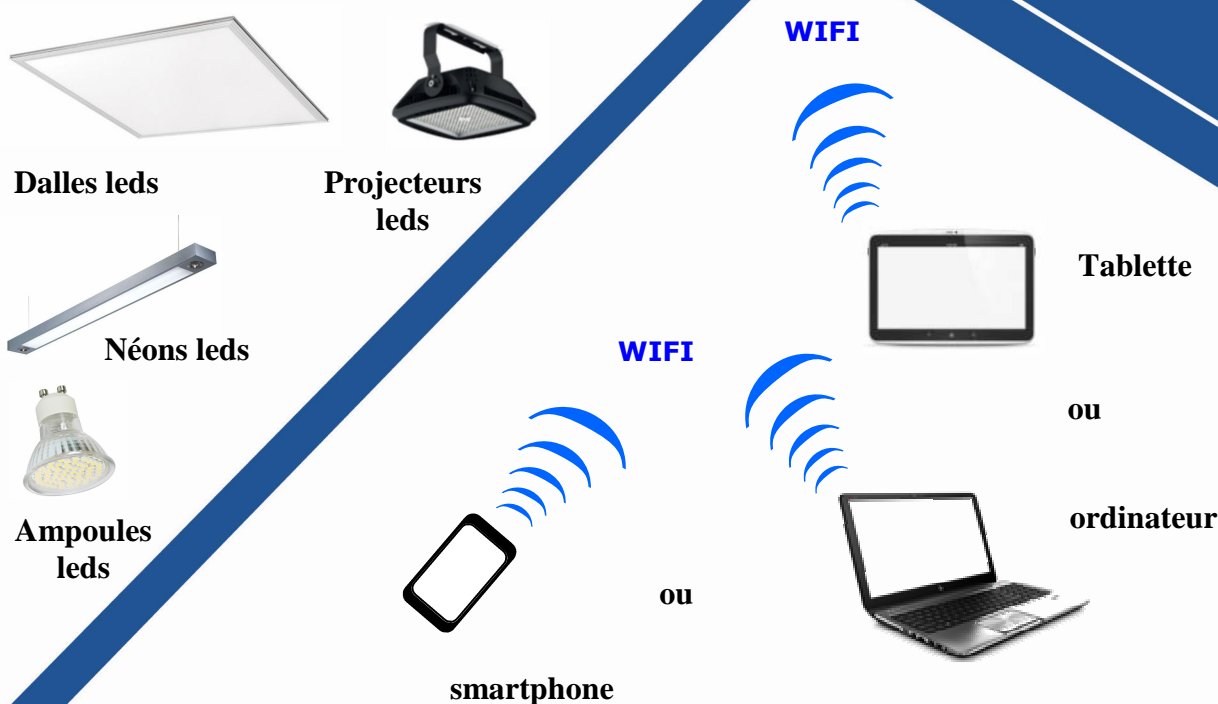 WIFI
Dalles leds
Projecteurs
leds
Tablette
Néons leds
WIFI
ou
ordinateur
Ampoules
leds
ou
smartphone